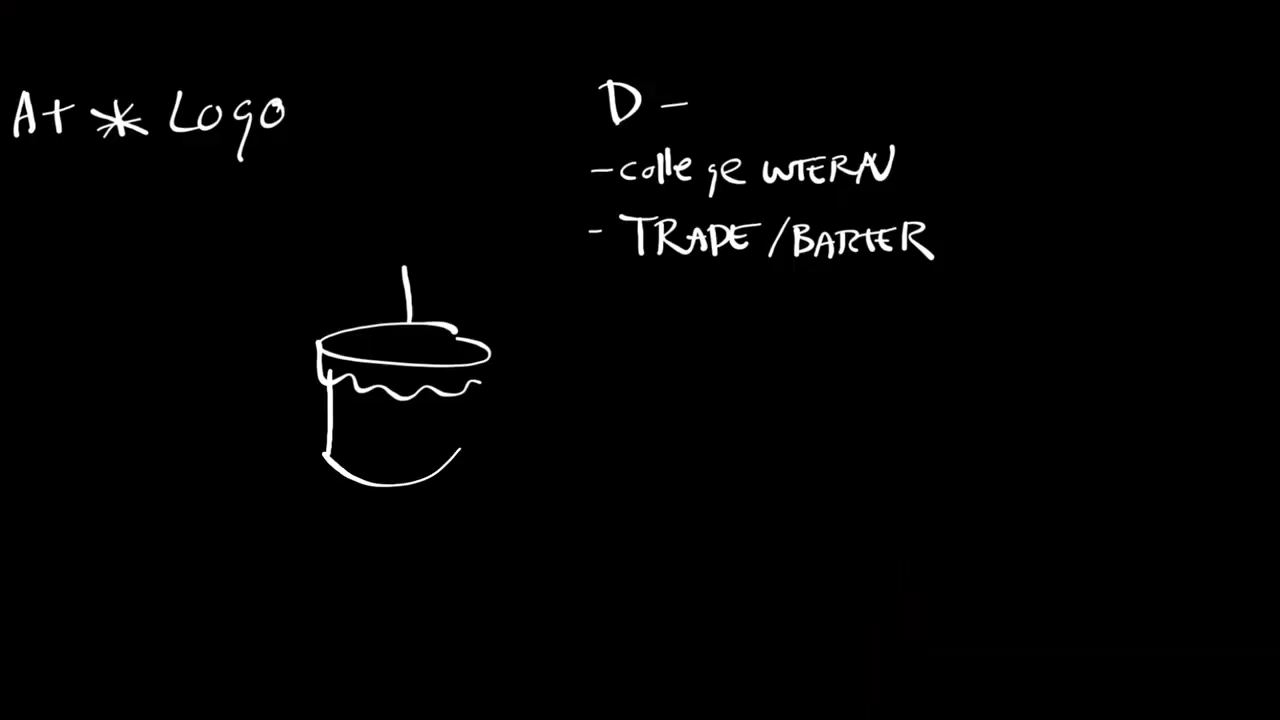 A+ * Logo
D -
- college INTERN
- TRADE / BARTER